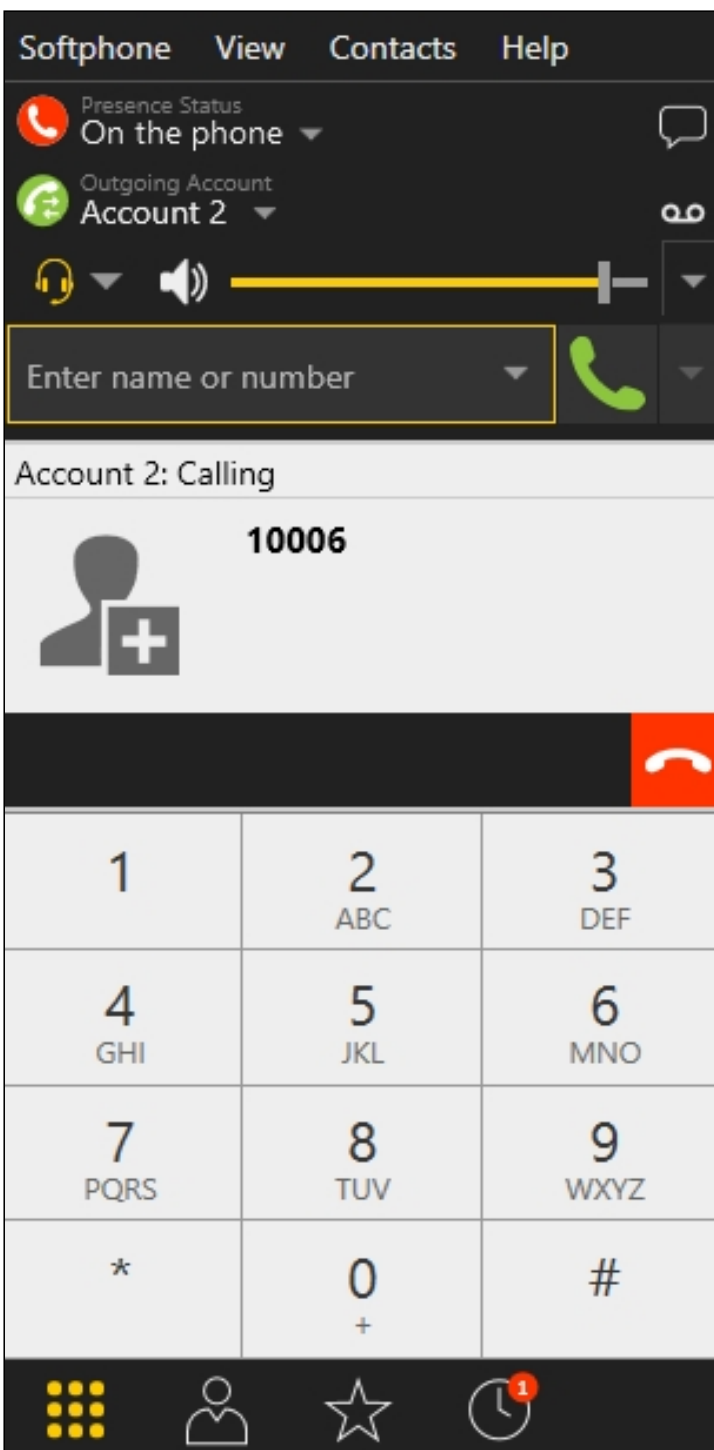 Softphone View Contacts Help
Presence Status
On the phone
Outgoing Account
Account 2
Enter name or number
Account 2: Calling
10006
1 2 3
ABC DEF
4 5 6
GHI JKL MNO
7 8 9
PQRS TUV WXYZ
* 0 #
+
1